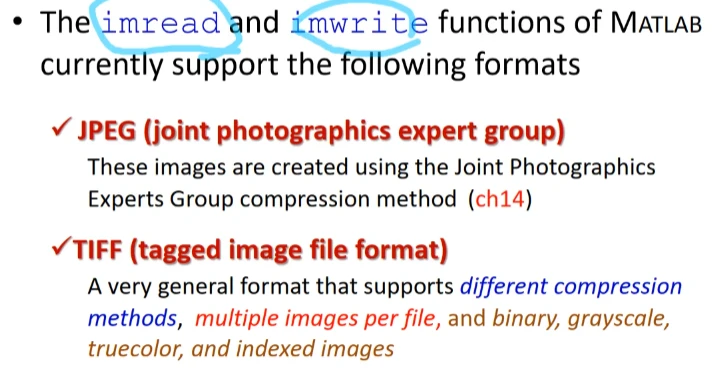 • The imread and imwrite functions of MATLAB
currently support the following formats
✓ JPEG (joint photographics expert group)
These images are created using the Joint Photographics
Experts Group compression method (ch14)
✓TIFF (tagged image file format)
A very general format that supports different compression
methods, multiple images per file, and binary, grayscale,
truecolor, and indexed images